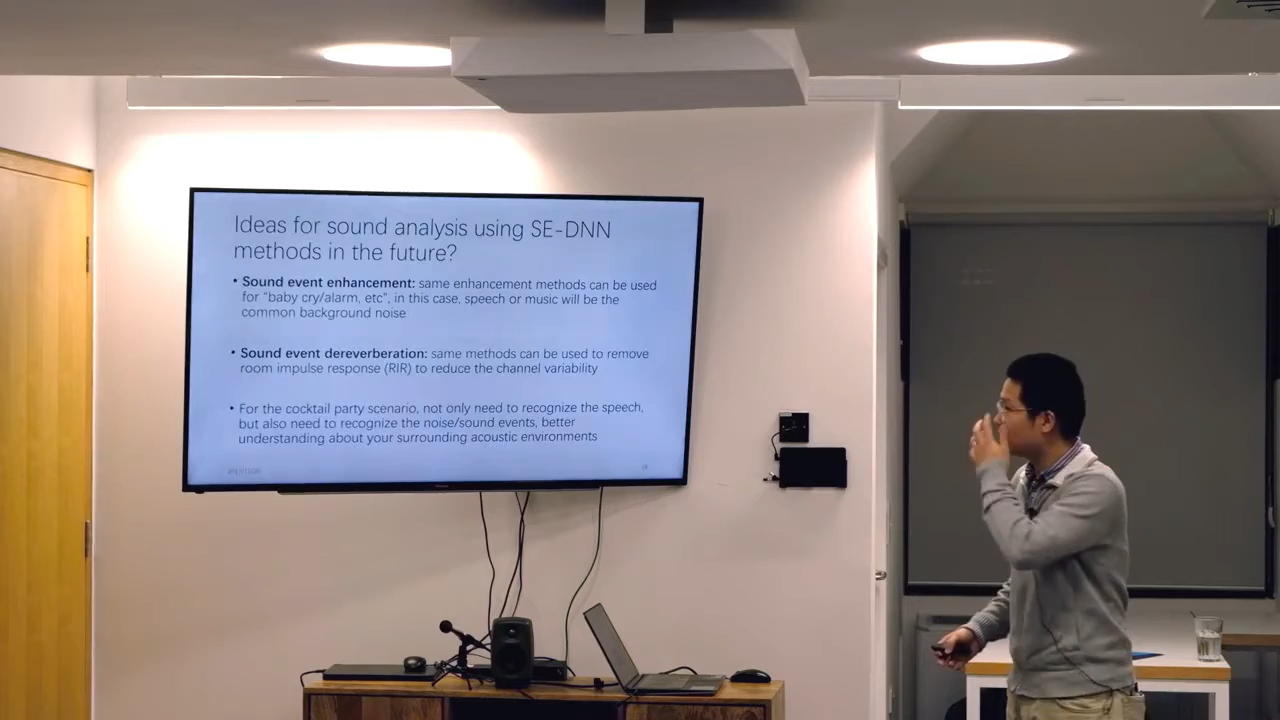 Ideas for sound analysis using SE-DNN
methods in the future?
• Sound event enhancement: same enhancement methods can be used
for "baby cry/alarm, etc", in this case, speech or music will be the
common background noise
• Sound event dereverberation: same methods can be used to remove
room impulse response (RIR) to reduce the channel variability
• For the cocktail party scenario, not only need to recognize the speech,
but also need to recognize the noise/sound events, better
understanding about your surrounding acoustic environments